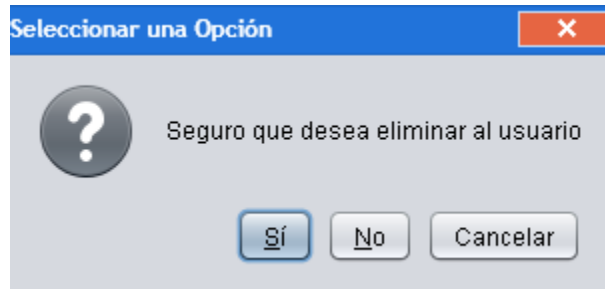 Seleccionar una Opción
Seguro que desea eliminar al usuario
Sí No Cancelar